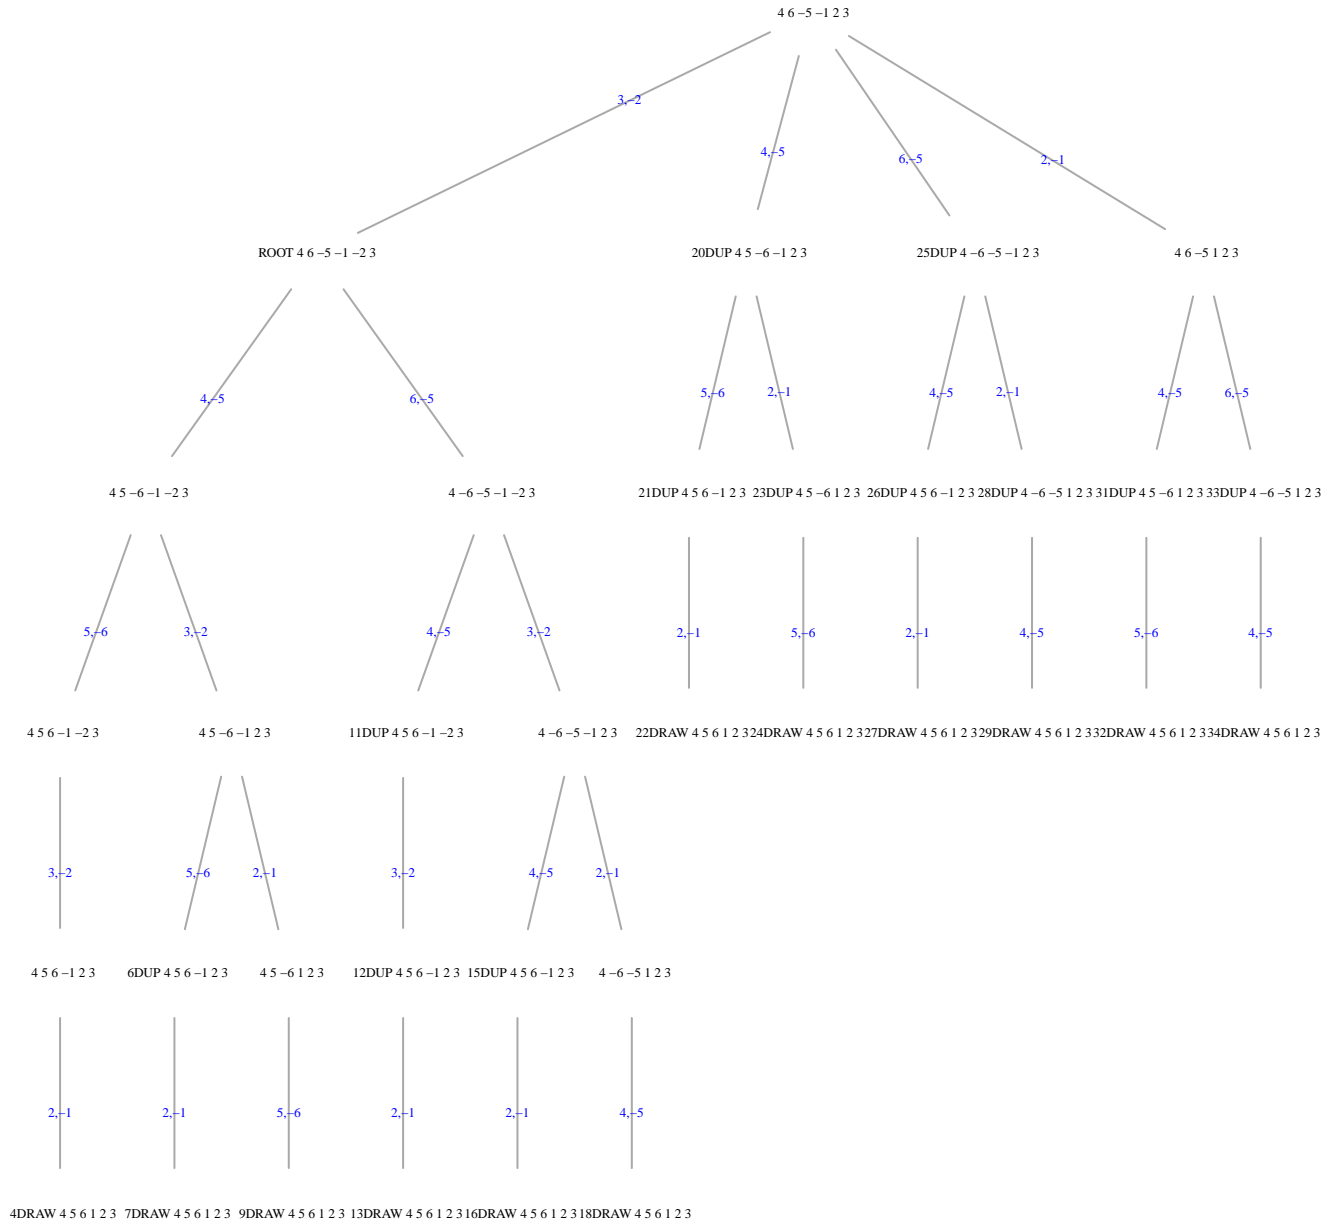 4 6 −5 −1 2 3
3,−2
4,−5
6,−5
2,−1
ROOT 4 6 −5 −1 −2 3
20DUP 4 5 −6 −1 2 3
25DUP 4 −6 −5 −1 2 3
4 6 −5 1 2 3
4,−5
6,−5
5,−6
2,−1
4,−5
2,−1
4,−5
6,−5
4 5 −6 −1 −2 3
4 −6 −5 −1 −2 3
21DUP 4 5 6 −1 2 3
23DUP 4 5 −6 1 2 3
26DUP 4 5 6 −1 2 3
28DUP 4 −6 −5 1 2 3
31DUP 4 5 −6 1 2 3
33DUP 4 −6 −5 1 2 3
5,−6
3,−2
4,−5
3,−2
2,−1
5,−6
2,−1
4,−5
5,−6
4,−5
4 5 6 −1 −2 3
4 5 −6 −1 2 3
11DUP 4 5 6 −1 −2 3
4 −6 −5 −1 2 3
22DRAW 4 5 6 1 2 3
24DRAW 4 5 6 1 2 3
27DRAW 4 5 6 1 2 3
29DRAW 4 5 6 1 2 3
32DRAW 4 5 6 1 2 3
34DRAW 4 5 6 1 2 3
3,−2
5,−6
2,−1
3,−2
4,−5
2,−1
4 5 6 −1 2 3
6DUP 4 5 6 −1 2 3
4 5 −6 1 2 3
12DUP 4 5 6 −1 2 3
15DUP 4 5 6 −1 2 3
4 −6 −5 1 2 3
2,−1
2,−1
5,−6
2,−1
2,−1
4,−5
4DRAW 4 5 6 1 2 3
7DRAW 4 5 6 1 2 3
9DRAW 4 5 6 1 2 3
13DRAW 4 5 6 1 2 3
16DRAW 4 5 6 1 2 3
18DRAW 4 5 6 1 2 3